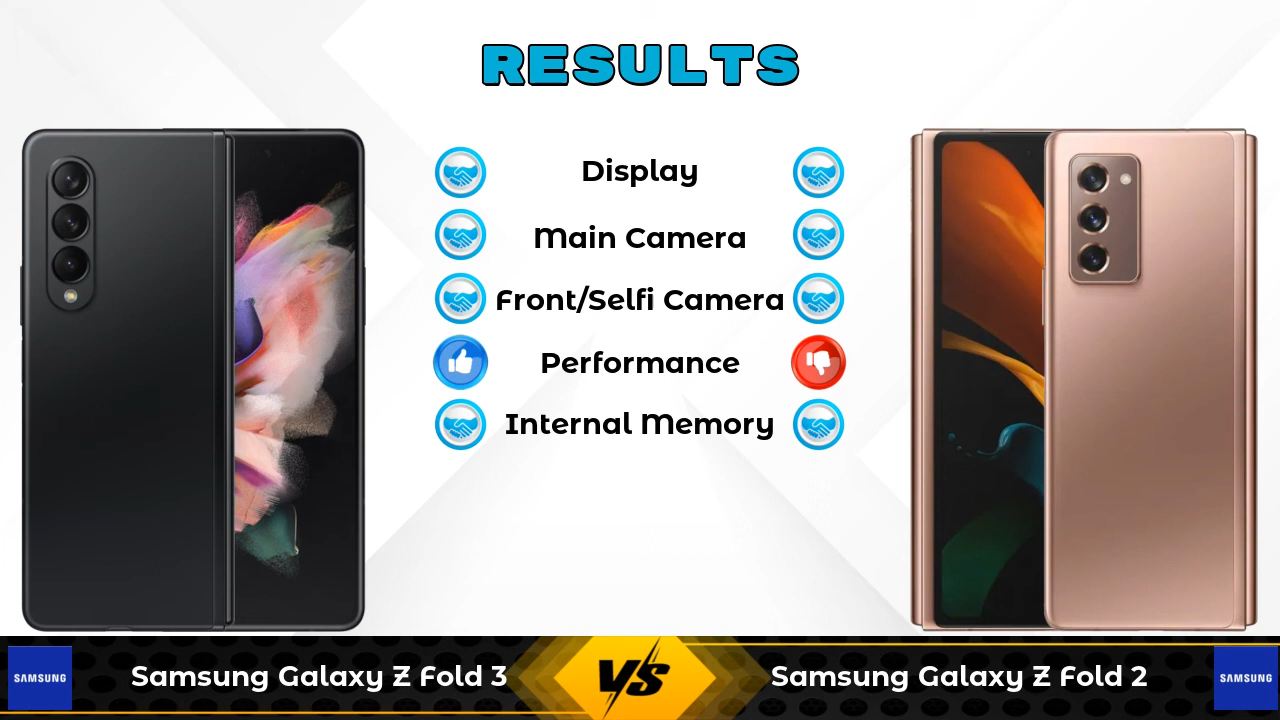 RESULTS
Display
Main Camera
Front/Selfi Camera
Performance
Internal Memory
SAMSUNG
Samsung Galaxy Z Fold 3
VS
Samsung Galaxy Z Fold 2
SAMSUNG